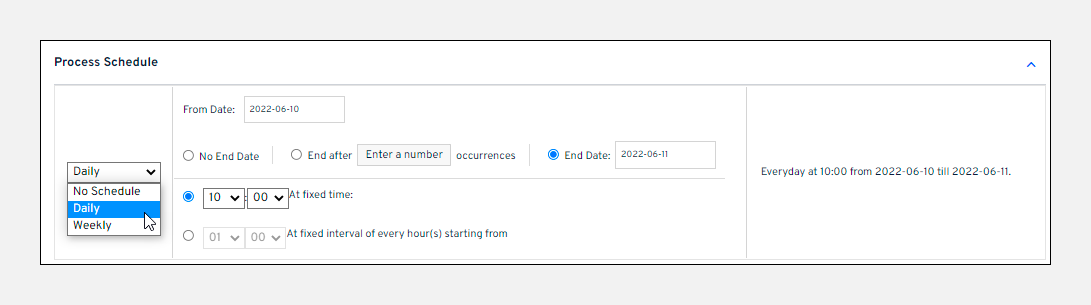 Process Schedule
From Date: 2022-06-10
No End Date End after Enter a number occurrences End Date: 2022-06-11
Daily
No Schedule
Daily
Weekly
10 : 00 At fixed time:
01 00 At fixed interval of every hour(s) starting from
Everyday at 10:00 from 2022-06-10 till 2022-06-11.